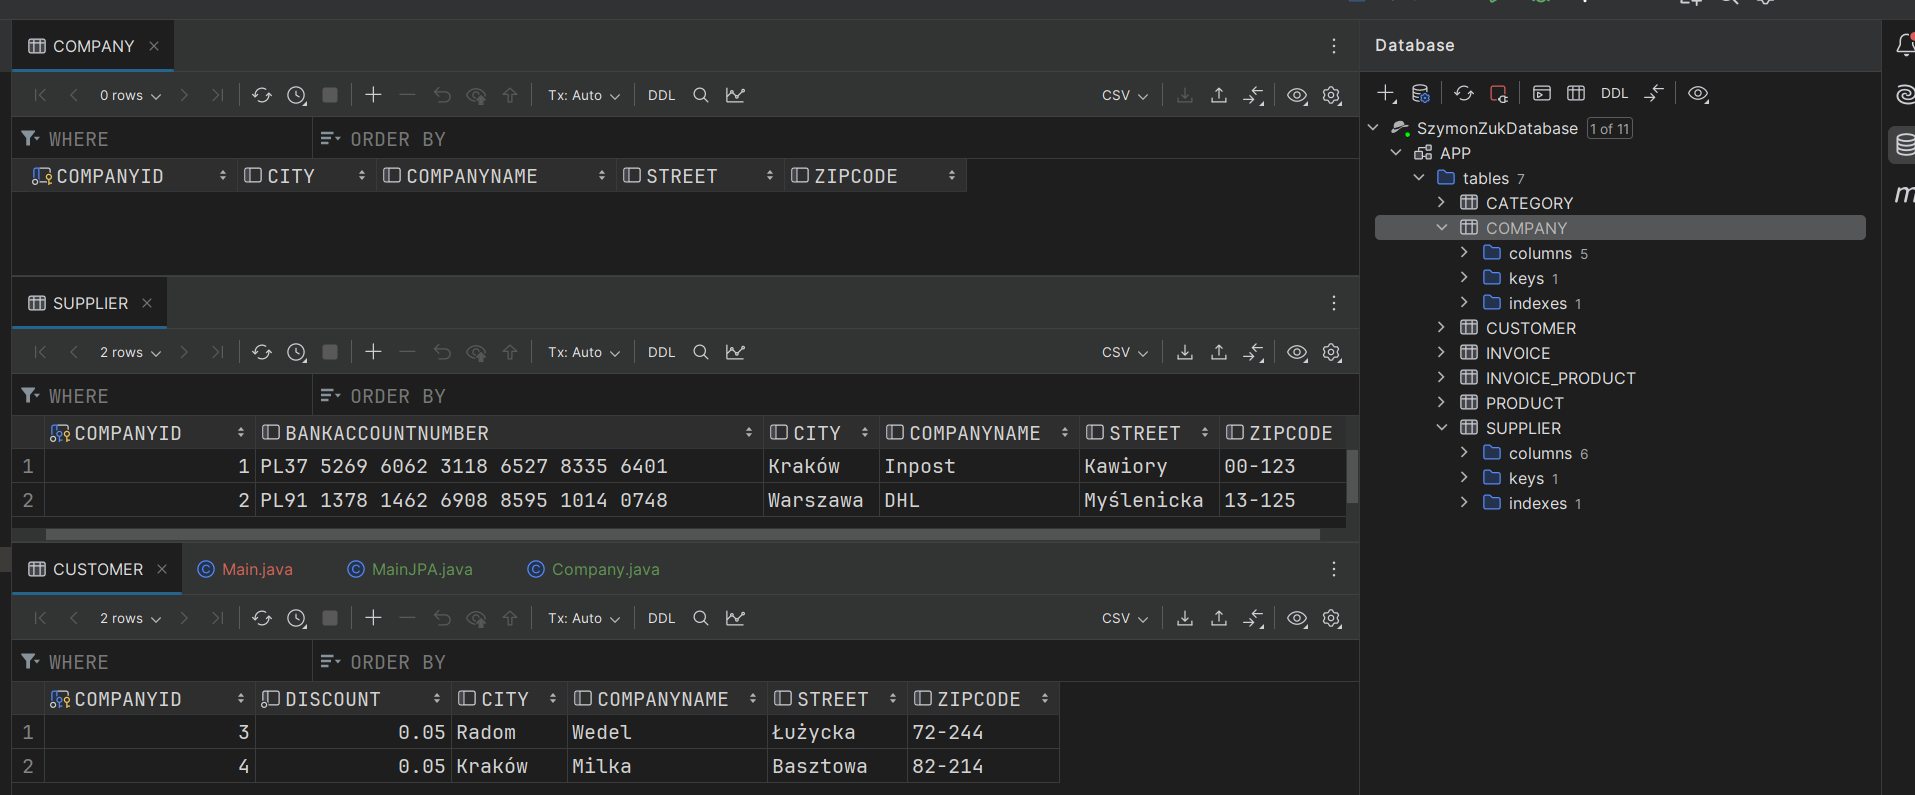 COMPANY
0 rows
Tx: Auto
DDL
CSV
WHERE
ORDER BY
COMPANYID CITY COMPANYNAME STREET ZIPCODE
SUPPLIER
2 rows
Tx: Auto
DDL
CSV
WHERE
ORDER BY
COMPANYID BANKACCOUNTNUMBER CITY COMPANYNAME STREET ZIPCODE
1 1 PL37 5269 6062 3118 6527 8335 6401 Kraków Inpost Kawiory 00-123
2 2 PL91 1378 1462 6908 8595 1014 0748 Warszawa DHL Myślenicka 13-125
CUSTOMER Main.java MainJPA.java Company.java
2 rows
Tx: Auto
DDL
CSV
WHERE
ORDER BY
COMPANYID DISCOUNT CITY COMPANYNAME STREET ZIPCODE
1 3 0.05 Radom Wedel Łużycka 72-244
2 4 0.05 Kraków Milka Basztowa 82-214
Database
DDL
SzymonZukDatabase 1 of 11
APP
tables 7
CATEGORY
COMPANY
columns 5
keys 1
indexes 1
CUSTOMER
INVOICE
INVOICE_PRODUCT
PRODUCT
SUPPLIER
columns 6
keys 1
indexes 1
m